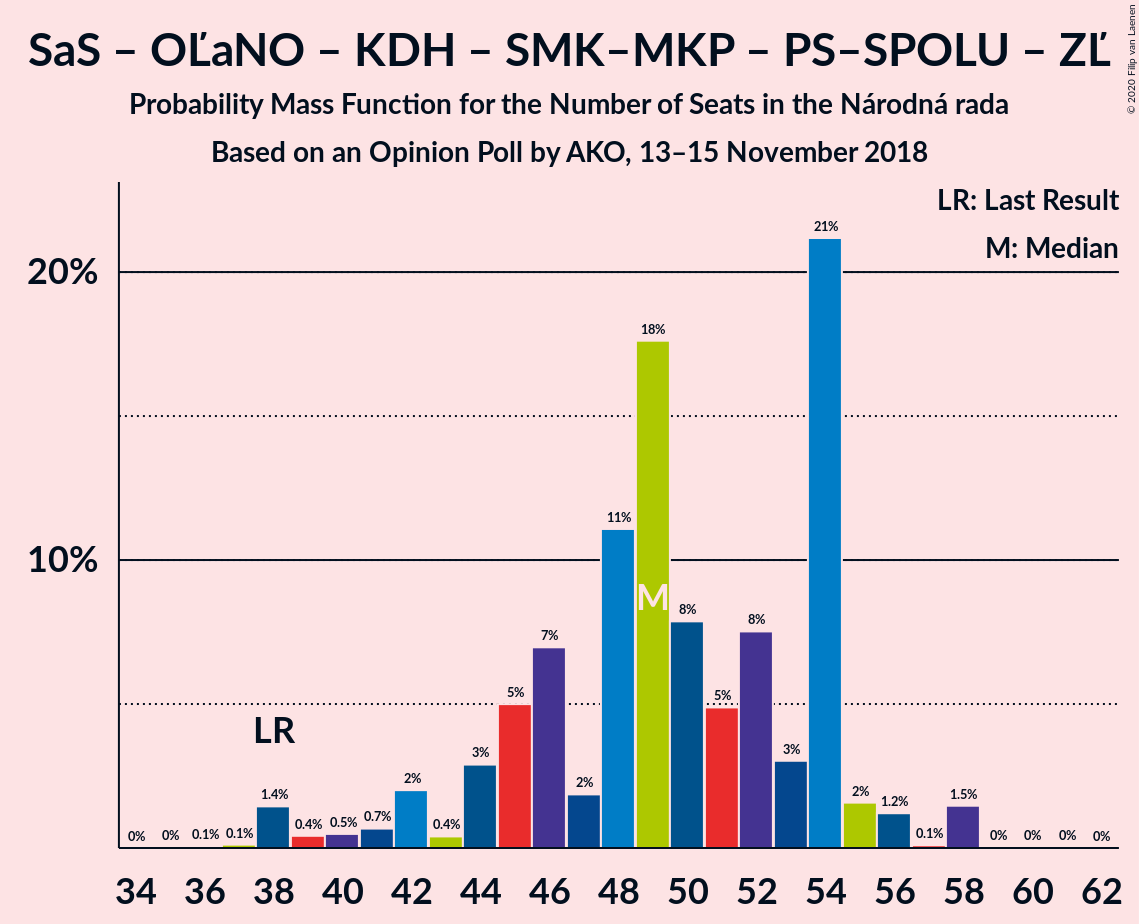 SaS – OĽaNO – KDH – SMK–MKP – PS–SPOLU – ZĽ
Probability Mass Function for the Number of Seats in the Národná rada
Based on an Opinion Poll by AKO, 13–15 November 2018
© 2020 Filip van Laenen
LR: Last Result
M: Median
20%
10%
LR
M
0% 0% 0.1% 0.1% 1.4% 0.4% 0.5% 0.7% 2% 0.4% 3% 5% 7% 2% 11% 18% 8% 5% 8% 3% 21% 2% 1.2% 0.1% 1.5% 0% 0% 0% 0%
34 36 38 40 42 44 46 48 50 52 54 56 58 60 62